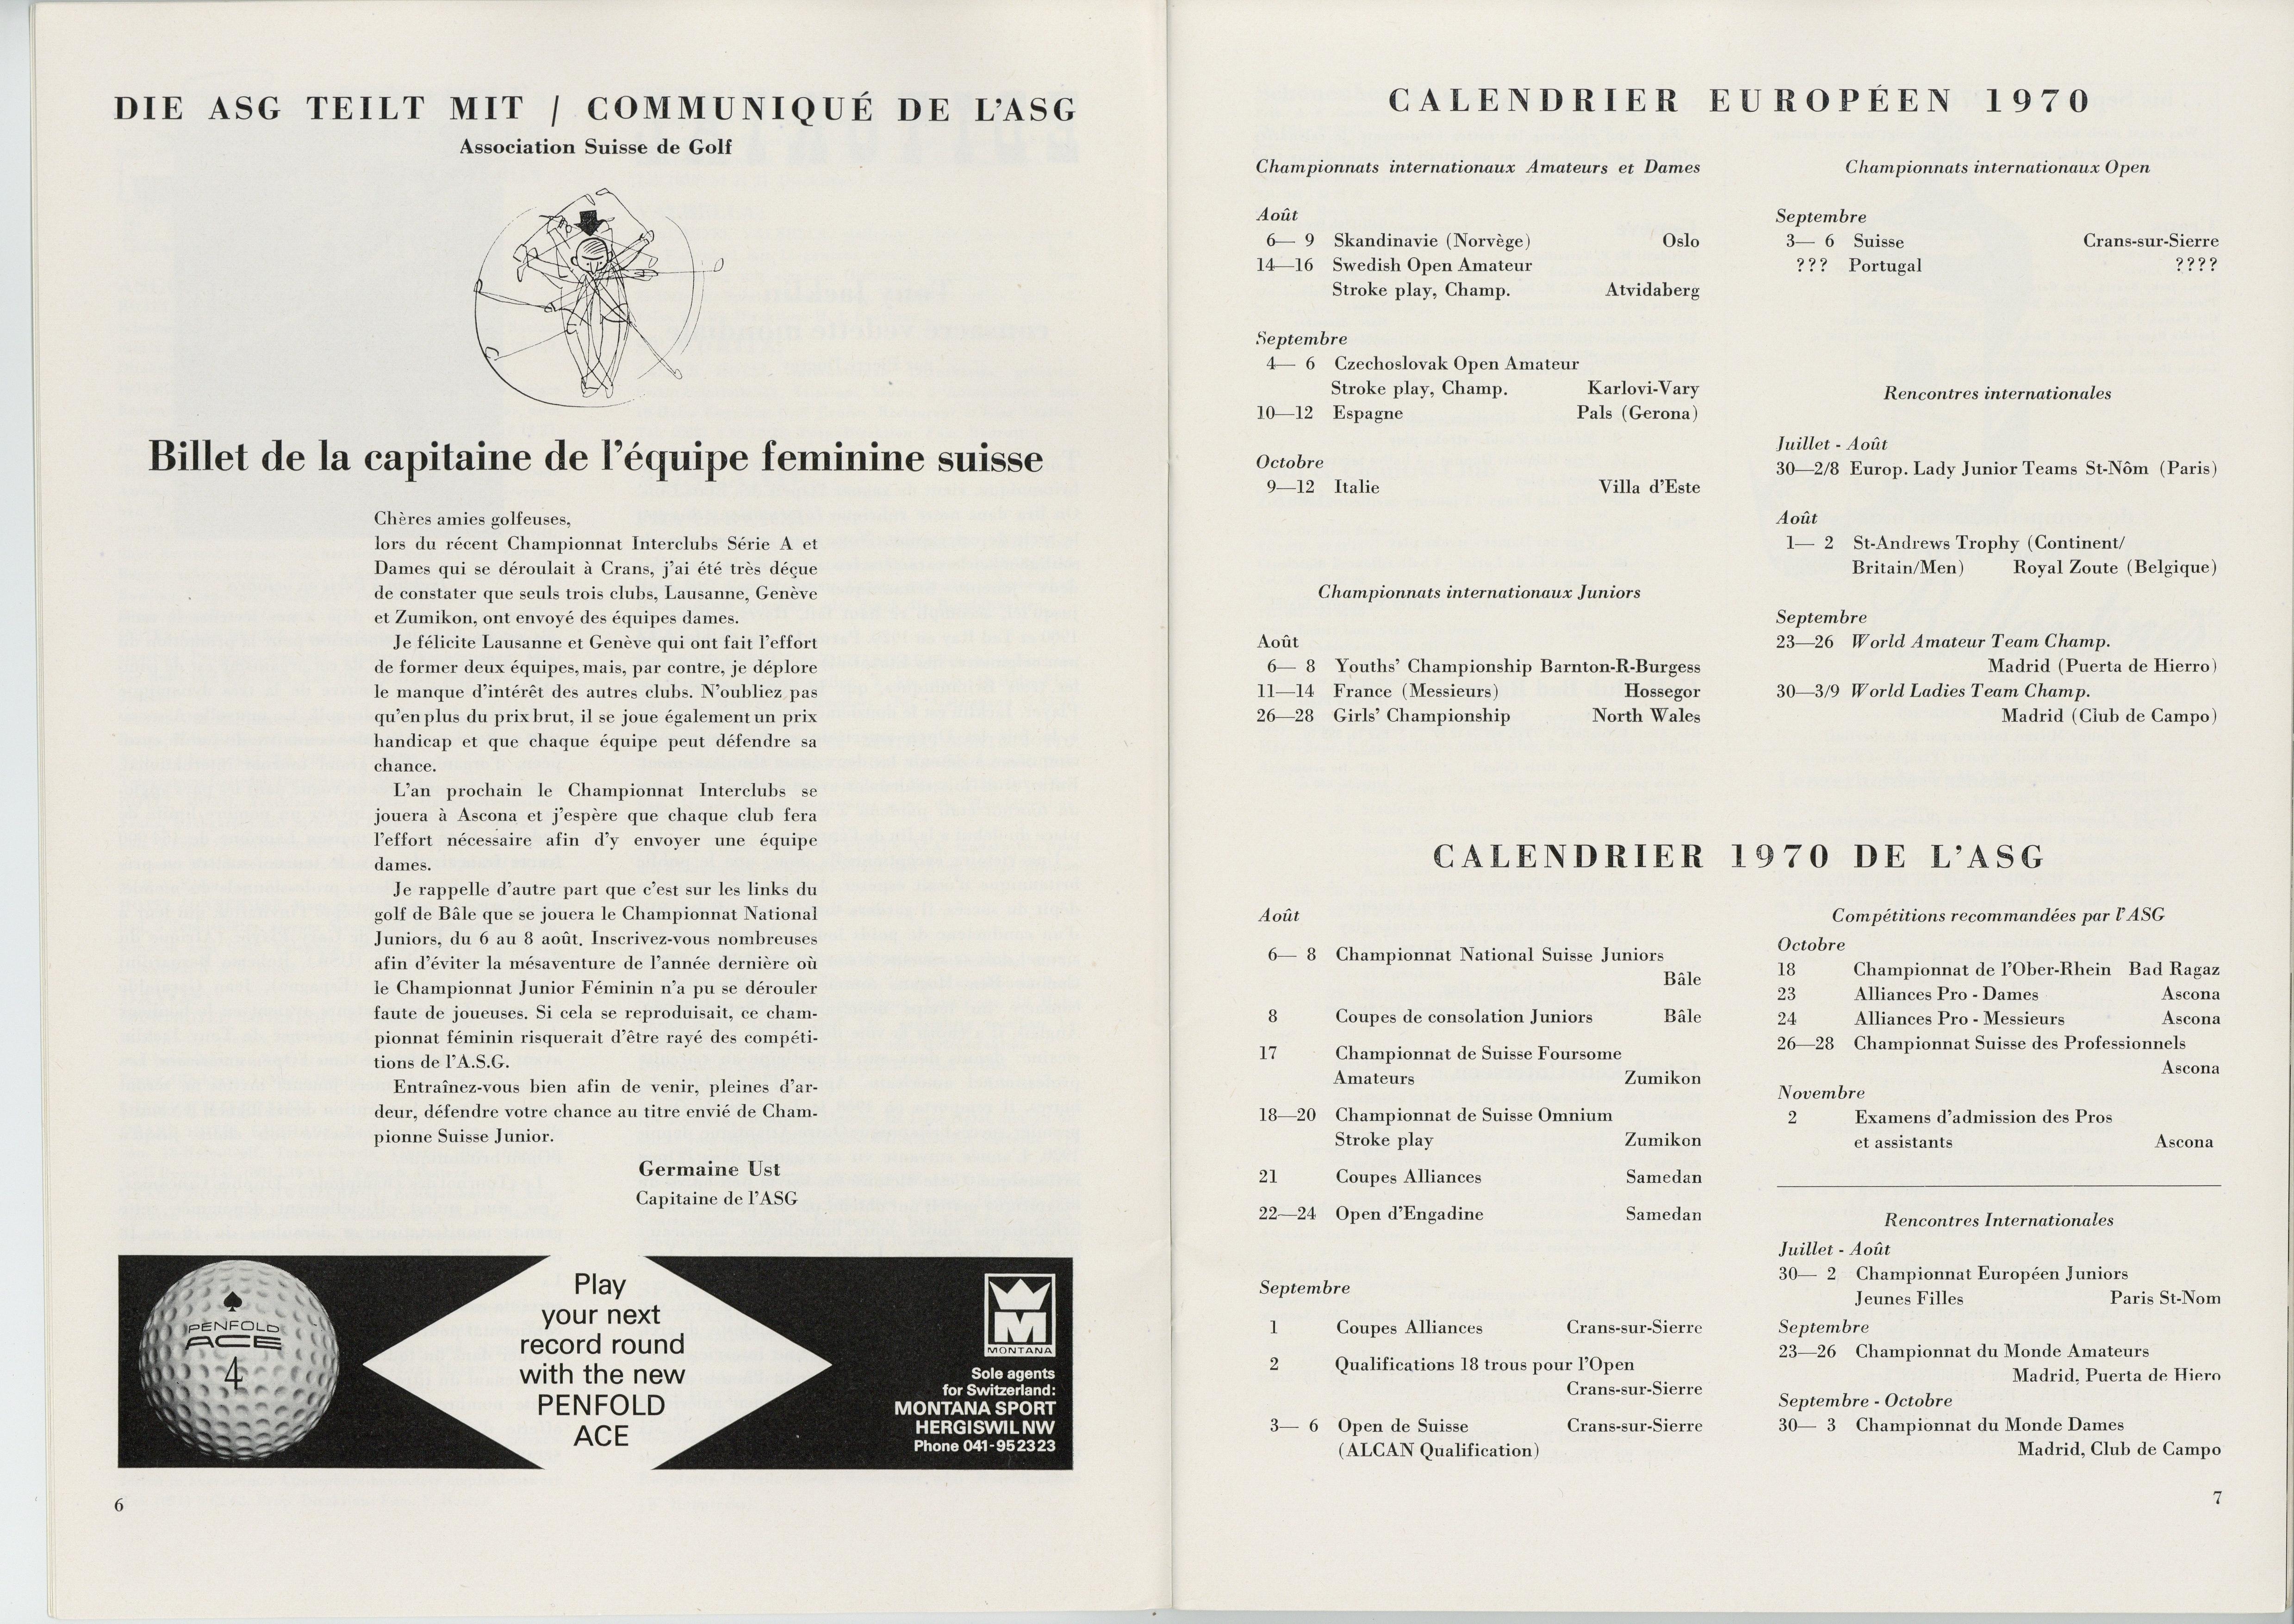 DIE ASG TEILT MIT / COMMUNIQUÉ DE L'ASG
Association Suisse de Golf
Billet de la capitaine de l'équipe feminine suisse
Chères amies golfeuses,
lors du récent Championnat Interclubs Série A et
Dames qui se déroulait à Crans, j'ai été très déçue
de constater que seuls trois clubs, Lausanne, Genève
et Zumikon, ont envoyé des équipes dames.
Je félicite Lausanne et Genève qui ont fait l'effort
de former deux équipes, mais, par contre, je déplore
le manque d'intérêt des autres clubs. N'oubliez pas
qu'en plus du prix brut, il se joue également un prix
handicap et que chaque équipe peut défendre sa
chance.
L'an prochain le Championnat Interclubs se
jouera à Ascona et j'espère que chaque club fera
l'effort nécessaire afin d'y envoyer une équipe
dames.
Je rappelle d'autre part que c'est sur les links du
golf de Bâle que se jouera le Championnat National
Juniors, du 6 au 8 août. Inscrivez-vous nombreuses
afin d'éviter la mésaventure de l'année dernière où
le Championnat Junior Féminin n'a pu se dérouler
faute de joueuses. Si cela se reproduisait, ce cham-
pionnat féminin risquerait d'être rayé des compéti-
tions de l'A.S.G.
Entraînez-vous bien afin de venir, pleines d'ar-
deur, défendre votre chance au titre envié de Cham-
pionne Suisse Junior.
Germaine Ust
Capitaine de l'ASG
PENFOLD
ACE
4
Play
your next
record round
with the new
PENFOLD
ACE
M
MONTANA
Sole agents
for Switzerland:
MONTANA SPORT
HERGISWIL NW
Phone 041-95 23 23
6
CALENDRIER EUROPÉEN 1970
Championnats internationaux Amateurs et Dames
Août
6— 9 Skandinavie (Norvège) Oslo
14—16 Swedish Open Amateur
Stroke play, Champ. Atvidaberg
Septembre
4— 6 Czechoslovak Open Amateur
Stroke play, Champ. Karlovi-Vary
10—12 Espagne Pals (Gerona)
Octobre
9—12 Italie Villa d'Este
Championnats internationaux Juniors
Août
6— 8 Youths' Championship Barnton-R-Burgess
11—14 France (Messieurs) Hossegor
26—28 Girls' Championship North Wales
Championnats internationaux Open
Septembre
3— 6 Suisse Crans-sur-Sierre
??? Portugal ????
Rencontres internationales
Juillet - Août
30—2/8 Europ. Lady Junior Teams St-Nôm (Paris)
Août
1— 2 St-Andrews Trophy (Continent/
Britain/Men) Royal Zoute (Belgique)
Septembre
23—26 World Amateur Team Champ.
Madrid (Puerta de Hierro)
30—3/9 World Ladies Team Champ.
Madrid (Club de Campo)
CALENDRIER 1970 DE L'ASG
Août
6— 8 Championnat National Suisse Juniors
Bâle
8 Coupes de consolation Juniors Bâle
17 Championnat de Suisse Foursome
Amateurs Zumikon
18—20 Championnat de Suisse Omnium
Stroke play Zumikon
21 Coupes Alliances Samedan
22—24 Open d'Engadine Samedan
Septembre
1 Coupes Alliances Crans-sur-Sierre
2 Qualifications 18 trous pour l'Open
Crans-sur-Sierre
3— 6 Open de Suisse Crans-sur-Sierre
(ALCAN Qualification)
Compétitions recommandées par l'ASG
Octobre
18 Championnat de l'Ober-Rhein Bad Ragaz
23 Alliances Pro - Dames Ascona
24 Alliances Pro - Messieurs Ascona
26—28 Championnat Suisse des Professionnels
Ascona
Novembre
2 Examens d'admission des Pros
et assistants Ascona
Rencontres Internationales
Juillet - Août
30— 2 Championnat Européen Juniors
Jeunes Filles Paris St-Nom
Septembre
23—26 Championnat du Monde Amateurs
Madrid, Puerta de Hiero
Septembre - Octobre
30— 3 Championnat du Monde Dames
Madrid, Club de Campo
7